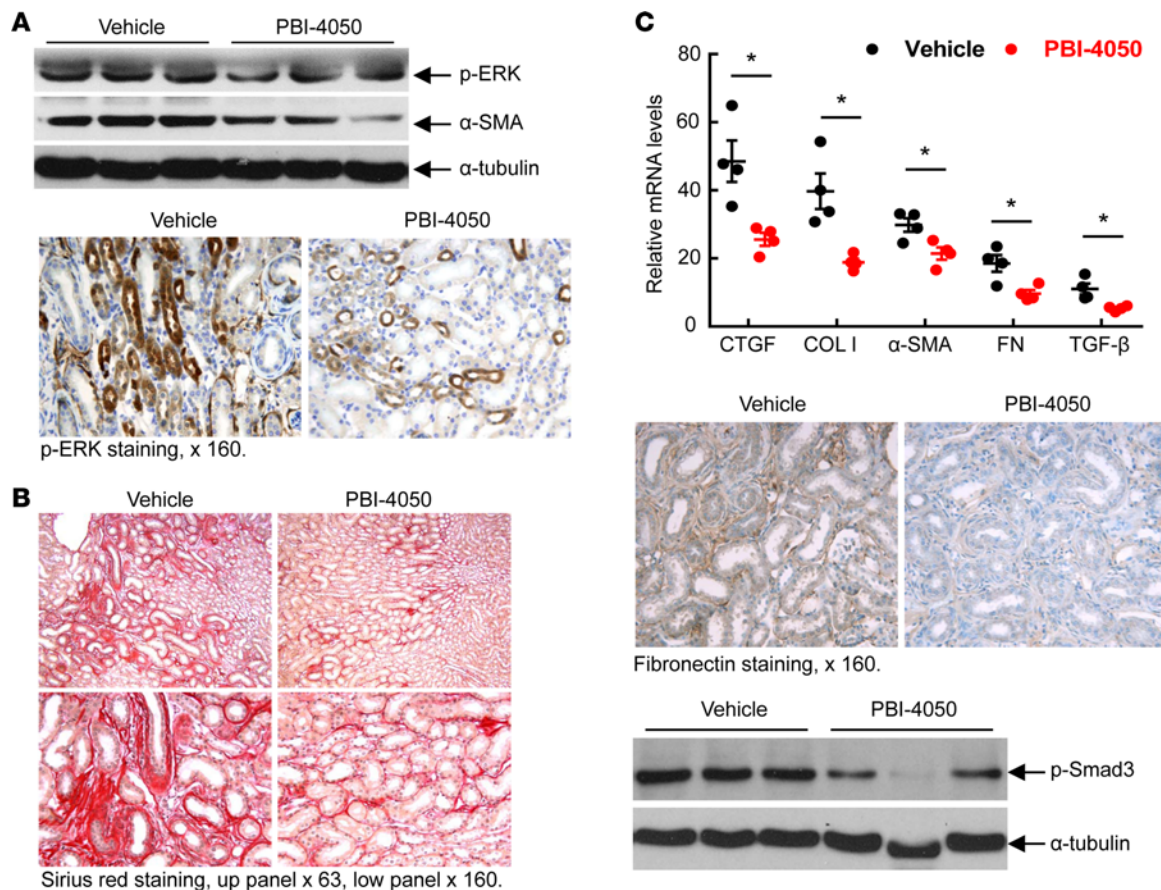 A
Vehicle PBI-4050
p-ERK
α-SMA
α-tubulin
Vehicle PBI-4050
p-ERK staining, x 160.
B
Vehicle PBI-4050
Sirius red staining, up panel x 63, low panel x 160.
C
Vehicle PBI-4050
Relative mRNA levels
80
60
40
20
0
* * * * *
CTGF COL I α-SMA FN TGF-β
Vehicle PBI-4050
Fibronectin staining, x 160.
Vehicle PBI-4050
p-Smad3
α-tubulin